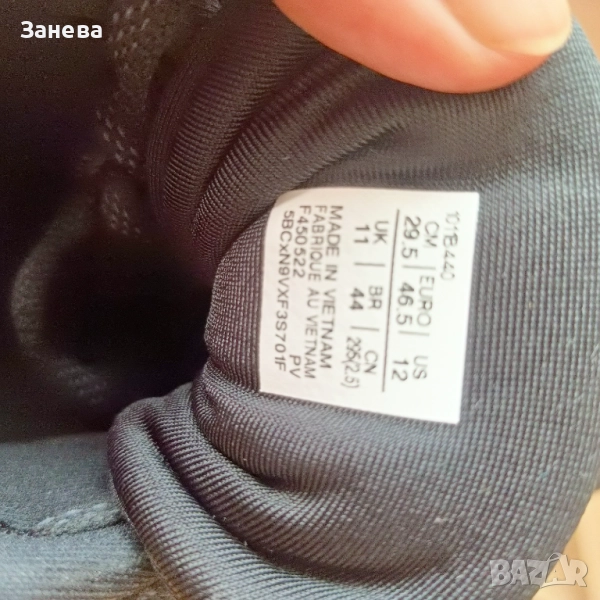 Занева
1011B440
CM | EURO | US
29.5 | 46.5 | 12
UK | BR | CN
11 | 44 | 295(2.5)
MADE IN VIETNAM
FABRIQUE AU VIETNAM
F450522 PV
5BCxN9VXF3S701F
BAZAR